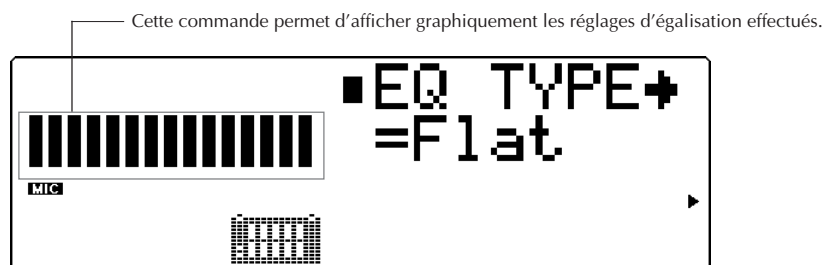 Cette commande permet d’afficher graphiquement les réglages d’égalisation effectués.
EQ TYPE
=Flat
MIC